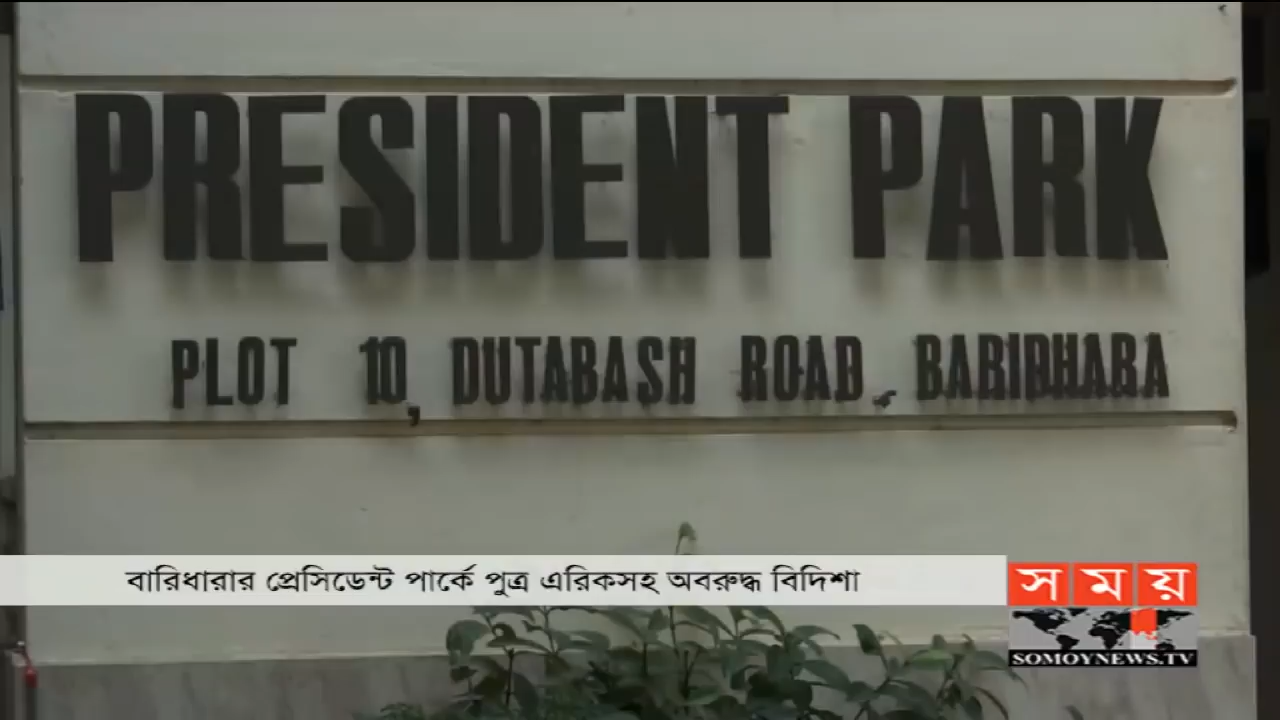 PRESIDENT PARK
PLOT 10, DUTABASH ROAD, BARIDHARA
বারিধারার প্রেসিডেন্ট পার্কে পুত্র এরিকসহ অবরুদ্ধ বিদিশা
সময়
SOMOYNEWS.TV